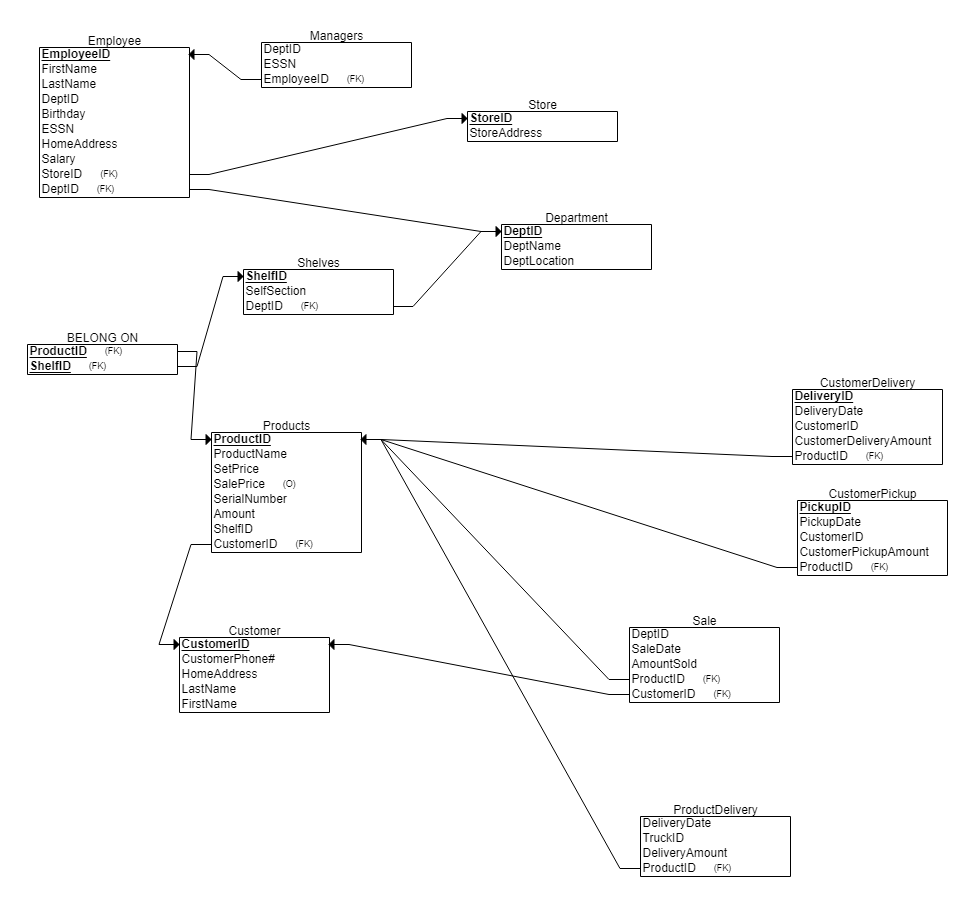 Employee
EmployeeID
FirstName
LastName
DeptID
Birthday
ESSN
HomeAddress
Salary
StoreID (FK)
DeptID (FK)
Managers
DeptID
ESSN
EmployeeID (FK)
Store
StoreID
StoreAddress
Department
DeptID
DeptName
DeptLocation
Shelves
ShelfID
SelfSection
DeptID (FK)
BELONG ON
ProductID (FK)
ShelfID (FK)
Products
ProductID
ProductName
SetPrice
SalePrice (O)
SerialNumber
Amount
ShelfID
CustomerID (FK)
CustomerDelivery
DeliveryID
DeliveryDate
CustomerID
CustomerDeliveryAmount
ProductID (FK)
CustomerPickup
PickupID
PickupDate
CustomerID
CustomerPickupAmount
ProductID (FK)
Customer
CustomerID
CustomerPhone#
HomeAddress
LastName
FirstName
Sale
DeptID
SaleDate
AmountSold
ProductID (FK)
CustomerID (FK)
ProductDelivery
DeliveryDate
TruckID
DeliveryAmount
ProductID (FK)